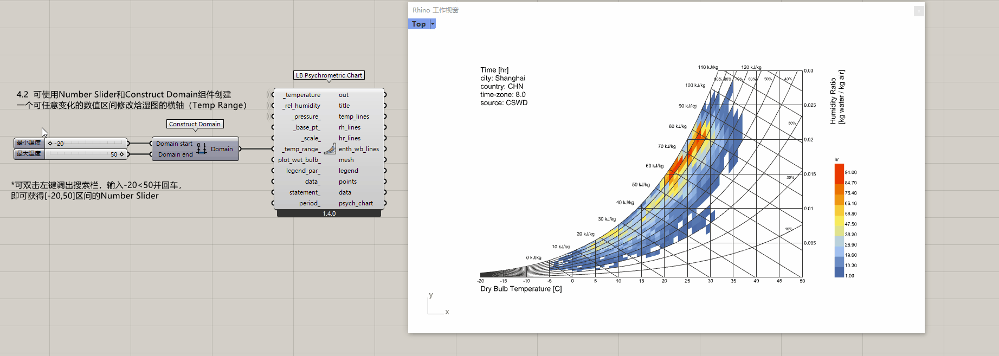 4.2 可使用Number Slider和Construct Domain组件创建
一个可任意变化的数值区间修改焓湿图的横轴（Temp Range）
Construct Domain
最小温度 -20
最大温度 50
Domain start
Domain end
0 1
Domain
*可双击左键调出搜索栏，输入-20<50并回车，
即可获得[-20,50]区间的Number Slider
LB Psychrometric Chart
_temperature out
_rel_humidity title
_pressure_ temp_lines
_base_pt_ rh_lines
_scale_ hr_lines
_temp_range_ enth_wb_lines
plot_wet_bulb_ mesh
legend_par_ legend
data_ points
statement_ data
period_ psych_chart
1.4.0
Rhino 工作视窗
x
Top
Time [hr]
city: Shanghai
country: CHN
time-zone: 8.0
source: CSWD
110 kJ/kg
120 kJ/kg
100 kJ/kg
90 kJ/kg
80 kJ/kg
70 kJ/kg
60 kJ/kg
50 kJ/kg
40 kJ/kg
30 kJ/kg
20 kJ/kg
10 kJ/kg
0 kJ/kg
90% 80% 70% 60% 50% 40%
30%
20%
10%
0.03
0.025
0.02
0.015
0.01
0.005
Humidity Ratio
[kg water / kg air]
-20 -15 -10 -5 0 5 10 15 20 25 30 35 40 45 50
Dry Bulb Temperature [C]
hr
94.00
84.70
75.40
66.10
56.80
47.50
38.20
28.90
19.60
10.30
1.00
y
x